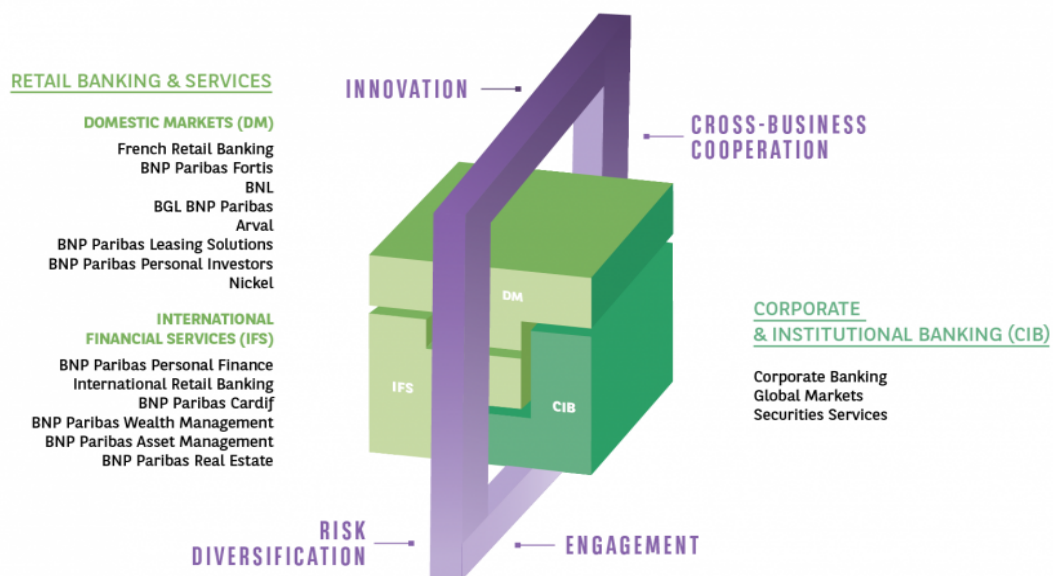 RETAIL BANKING & SERVICES
DOMESTIC MARKETS (DM)
French Retail Banking
BNP Paribas Fortis
BNL
BGL BNP Paribas
Arval
BNP Paribas Leasing Solutions
BNP Paribas Personal Investors
Nickel
INTERNATIONAL
FINANCIAL SERVICES (IFS)
BNP Paribas Personal Finance
International Retail Banking
BNP Paribas Cardif
BNP Paribas Wealth Management
BNP Paribas Asset Management
BNP Paribas Real Estate
INNOVATION
CROSS-BUSINESS
COOPERATION
DM
IFS
CIB
RISK
DIVERSIFICATION
ENGAGEMENT
CORPORATE
& INSTITUTIONAL BANKING (CIB)
Corporate Banking
Global Markets
Securities Services